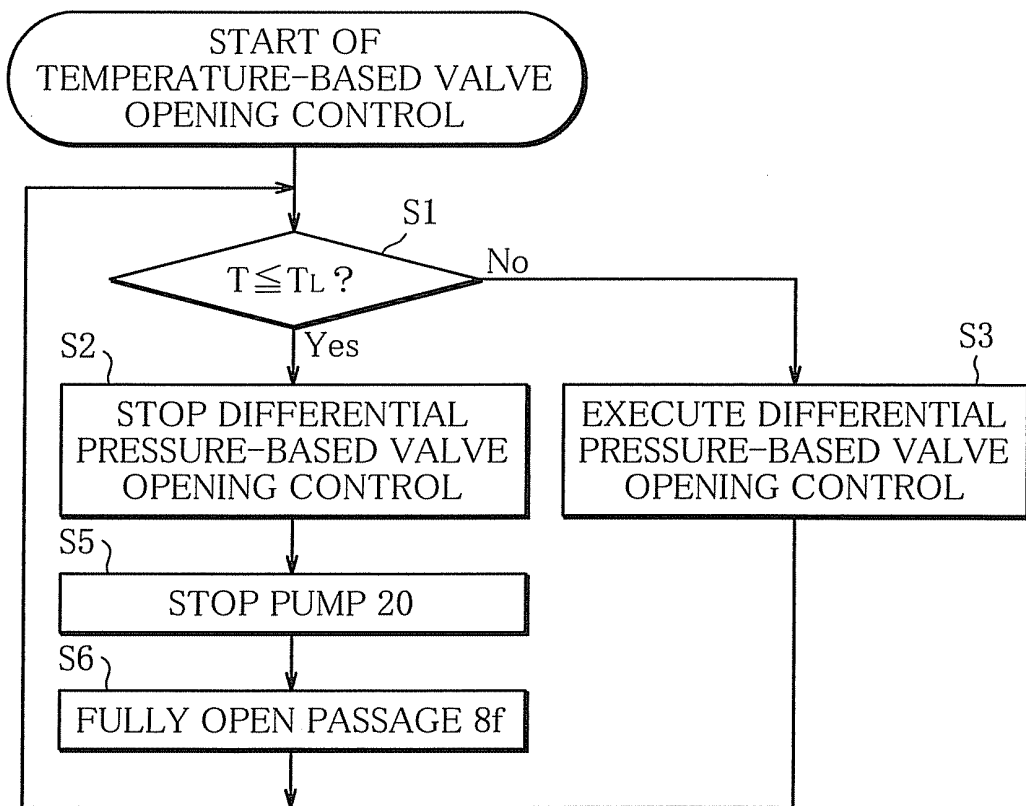 START OF
TEMPERATURE-BASED VALVE
OPENING CONTROL
S1
T≦TL?
No
Yes
S2
STOP DIFFERENTIAL
PRESSURE-BASED VALVE
OPENING CONTROL
S3
EXECUTE DIFFERENTIAL
PRESSURE-BASED VALVE
OPENING CONTROL
S5
STOP PUMP 20
S6
FULLY OPEN PASSAGE 8f